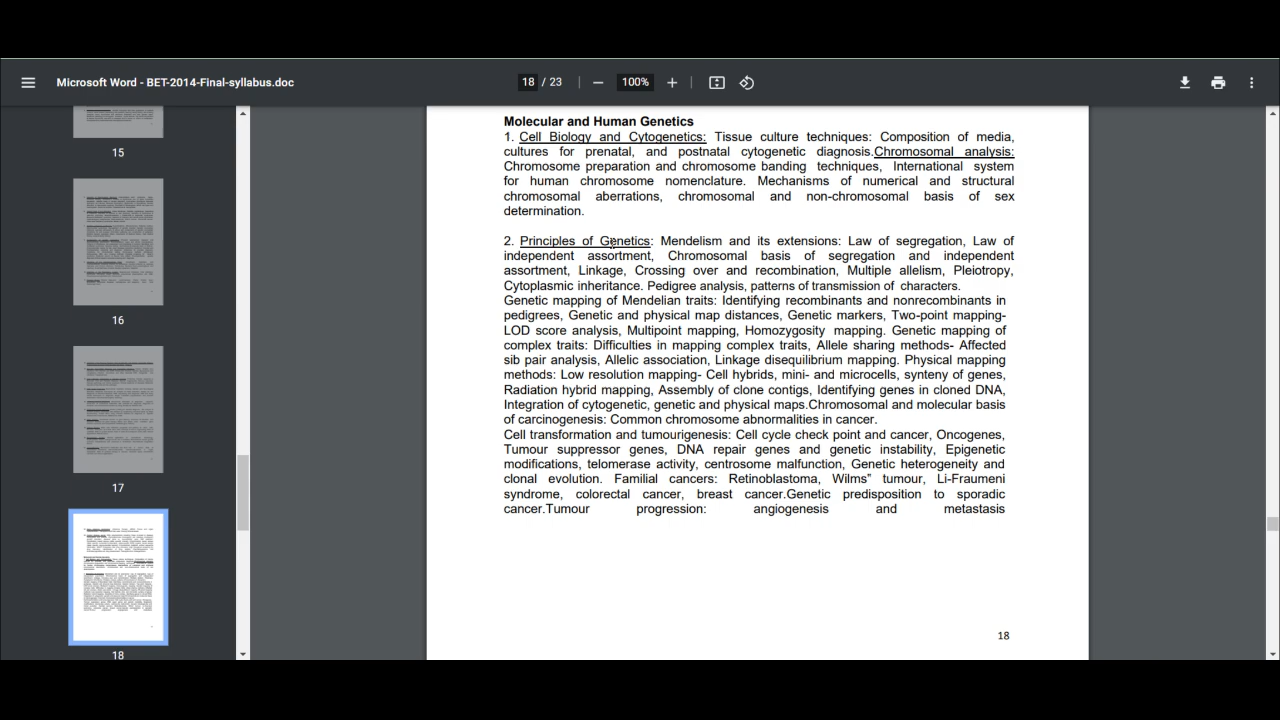 Microsoft Word - BET-2014-Final-syllabus.doc
18 / 23
100%
15
16
17
18
Molecular and Human Genetics
1. Cell Biology and Cytogenetics: Tissue culture techniques: Composition of media,
cultures for prenatal, and postnatal cytogenetic diagnosis.Chromosomal analysis:
Chromosome preparation and chromosome banding techniques, International system
for human chromosome nomenclature. Mechanisms of numerical and structural
chromosomal aberrations, chromosomal and non-chromosomal basis of sex
determination.
2. Principles of Genetics: Mendelism and its extensions: Law of segregation, Law of
independent assortment, Chromosomal basis of segregation and independent
assortment, Linkage, Crossing over and recombination, Multiple allelism, Pleiotropy,
Cytoplasmic inheritance. Pedigree analysis, patterns of transmission of characters.
Genetic mapping of Mendelian traits: Identifying recombinants and nonrecombinants in
pedigrees, Genetic and physical map distances, Genetic markers, Two-point mapping-
LOD score analysis, Multipoint mapping, Homozygosity mapping. Genetic mapping of
complex traits: Difficulties in mapping complex traits, Allele sharing methods- Affected
sib pair analysis, Allelic association, Linkage disequilibrium mapping. Physical mapping
methods: Low resolution mapping- Cell hybrids, mini- and microcells, synteny of genes,
Radiation hybrid mapping, Assembly of clone contigs, Identifying genes in cloned DNA,
Integration of cytogenetic, genetic and physical maps.Chromosomal and molecular basis
of carcinogenesis: Common chromosome abnormalities in cancer.
Cell transformation and tumourigenesis: Cell cycle check point and cancer, Oncogenes,
Tumour suppressor genes, DNA repair genes and genetic instability, Epigenetic
modifications, telomerase activity, centrosome malfunction, Genetic heterogeneity and
clonal evolution. Familial cancers: Retinoblastoma, Wilms” tumour, Li-Fraumeni
syndrome, colorectal cancer, breast cancer.Genetic predisposition to sporadic
cancer.Tumour progression: angiogenesis and metastasis
18